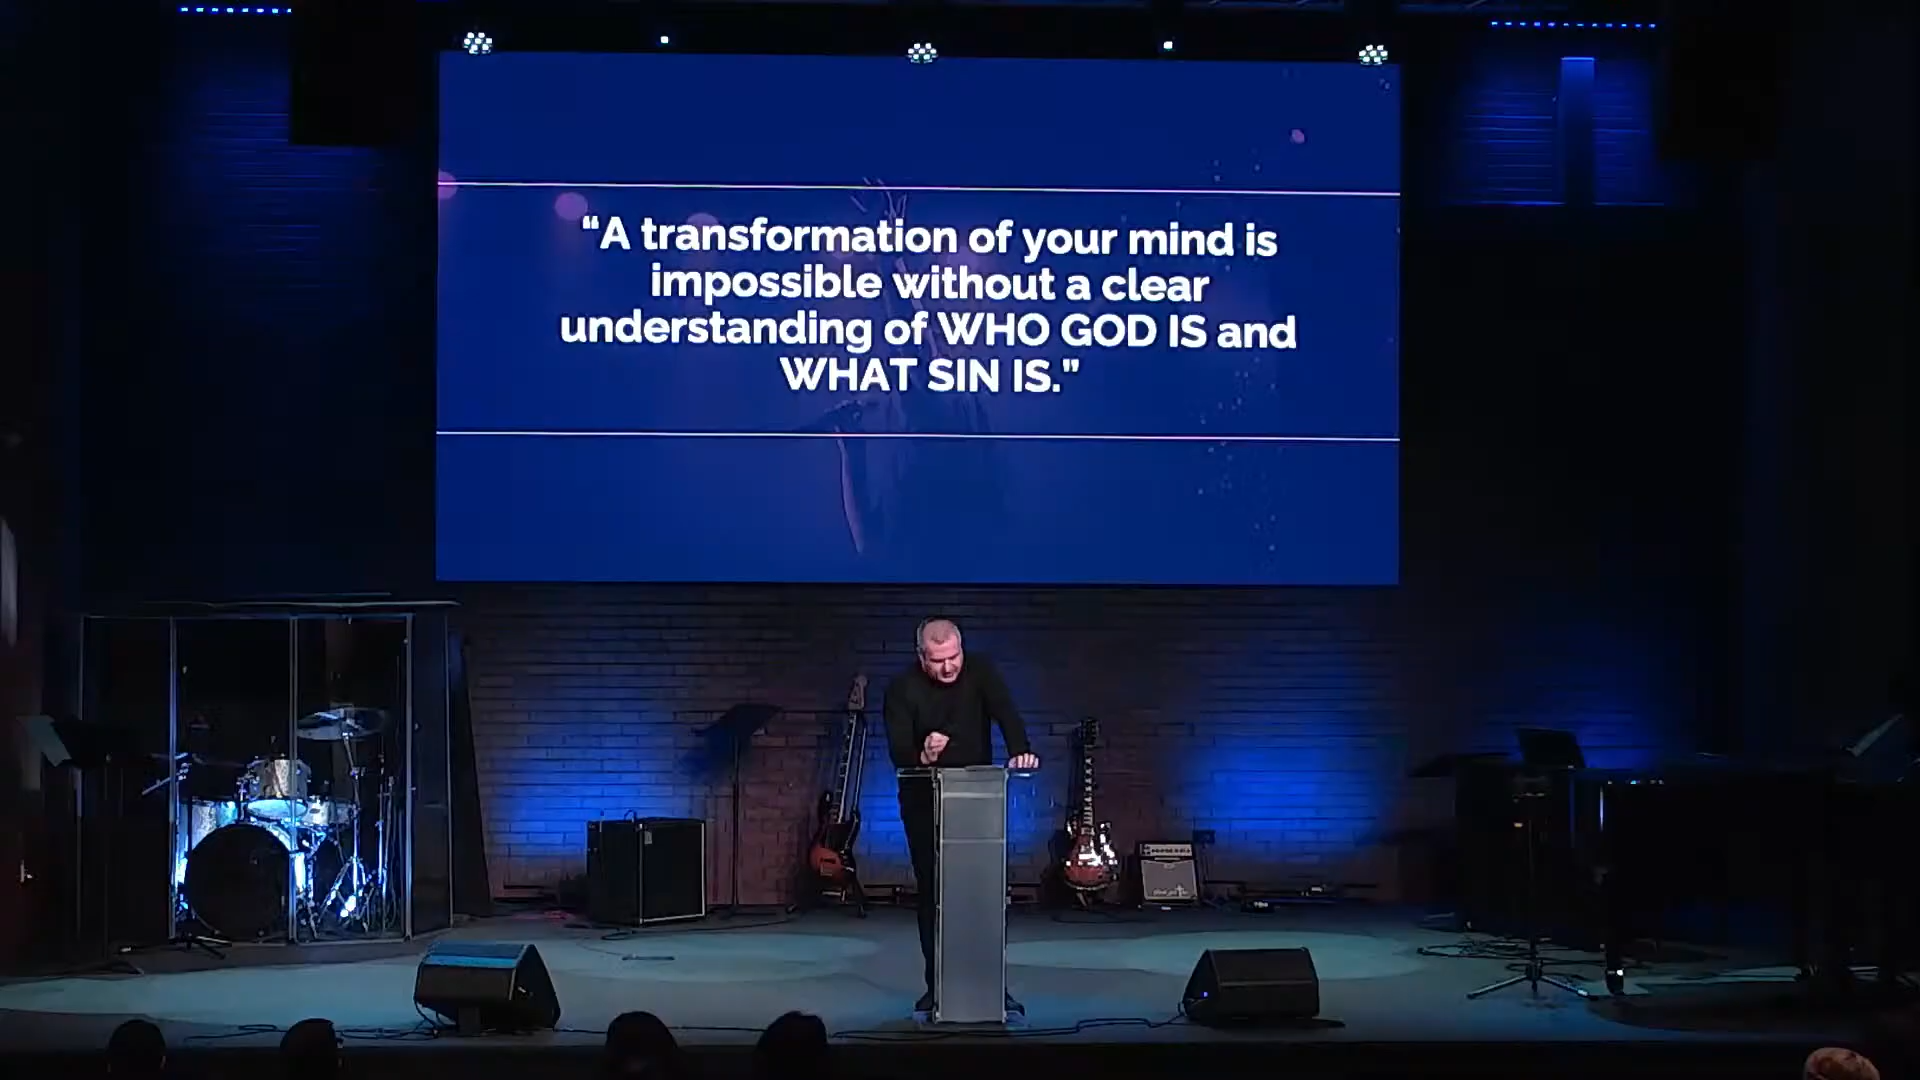 “A transformation of your mind is
impossible without a clear
understanding of WHO GOD IS and
WHAT SIN IS.”